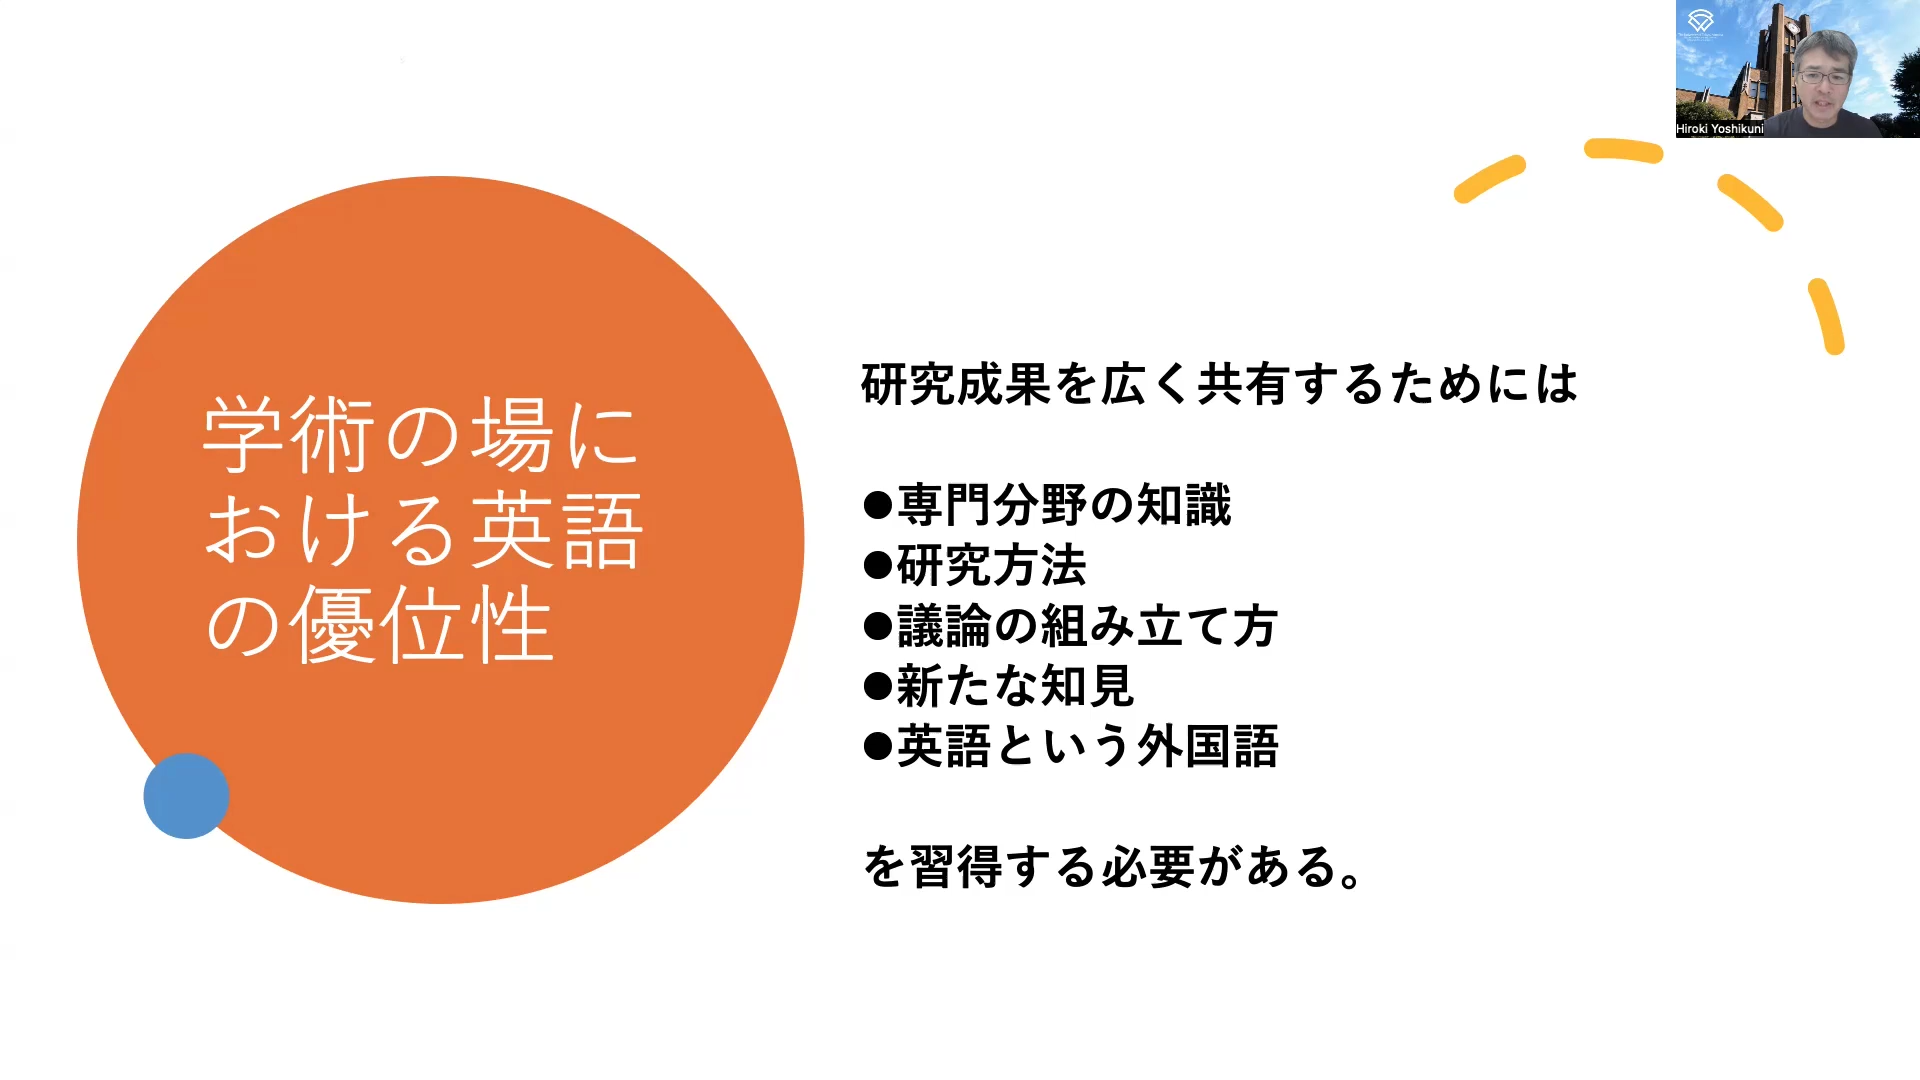 学術の場に
おける英語
の優位性
研究成果を広く共有するためには
●専門分野の知識
●研究方法
●議論の組み立て方
●新たな知見
●英語という外国語
を習得する必要がある。
Hiroki Yoshikuni